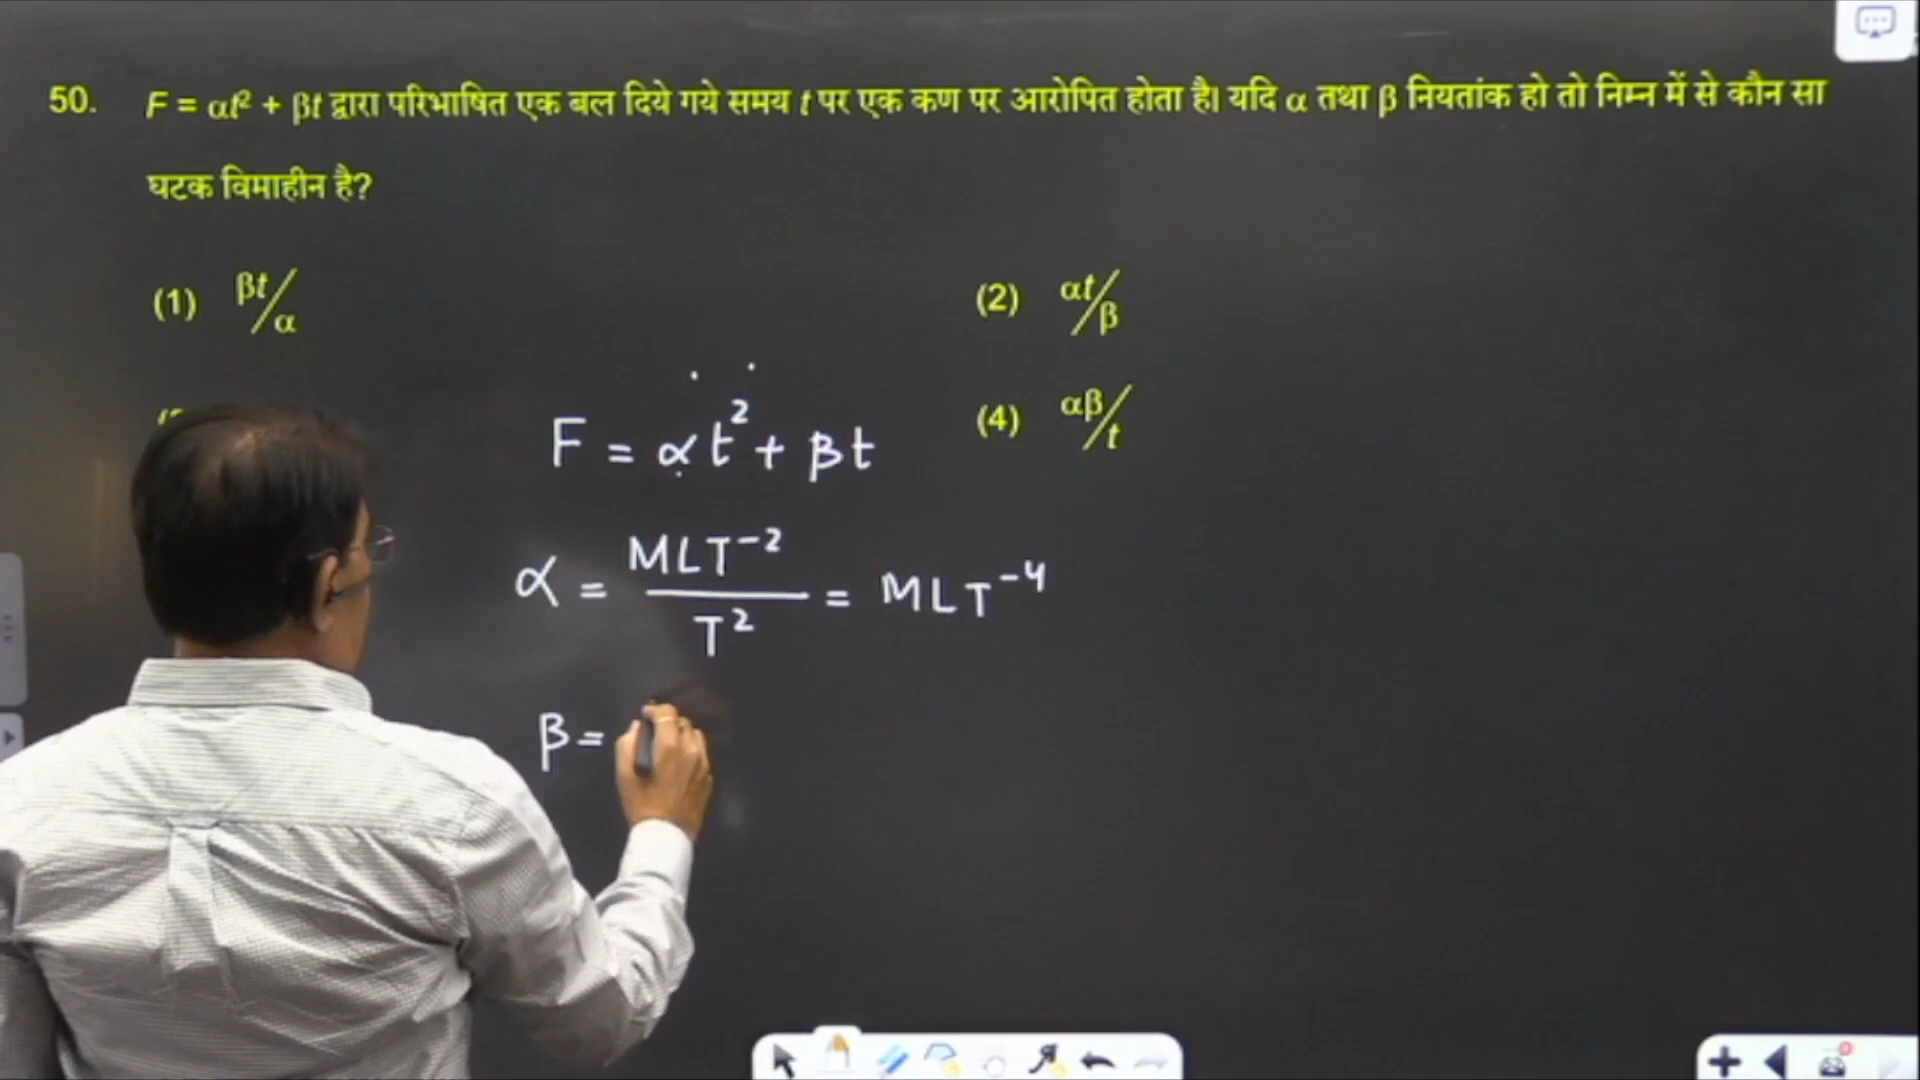 50. F = αt² + βt द्वारा परिभाषित एक बल दिये गये समय t पर एक कण पर आरोपित होता है। यदि α तथा β नियतांक हो तो निम्न में से कौन सा
घटक विमाहीन है?
(1) βt/α
(2) αt/β
(4) αβ/t
F = αt² + βt
α = MLT⁻² / T² = MLT⁻⁴
β =